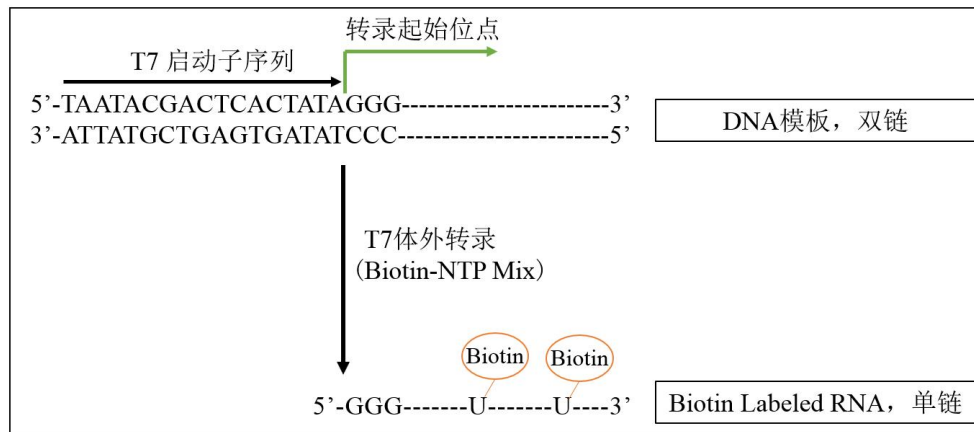 转录起始位点
T7 启动子序列
5’-TAATACGACTCACTATAGGG-----------------------3’
3’-ATTATGCTGAGTGATATCCC-----------------------5’
DNA模板，双链
T7体外转录
(Biotin-NTP Mix)
Biotin Biotin
5’-GGG-------U-------U----3’
Biotin Labeled RNA，单链